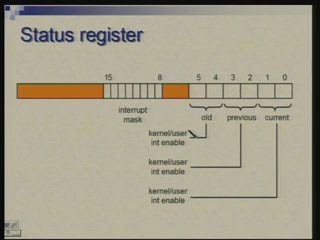 Status register
15 8 5 4 3 2 1 0
interrupt
mask
old previous current
kernel/user
int enable
kernel/user
int enable
kernel/user
int enable